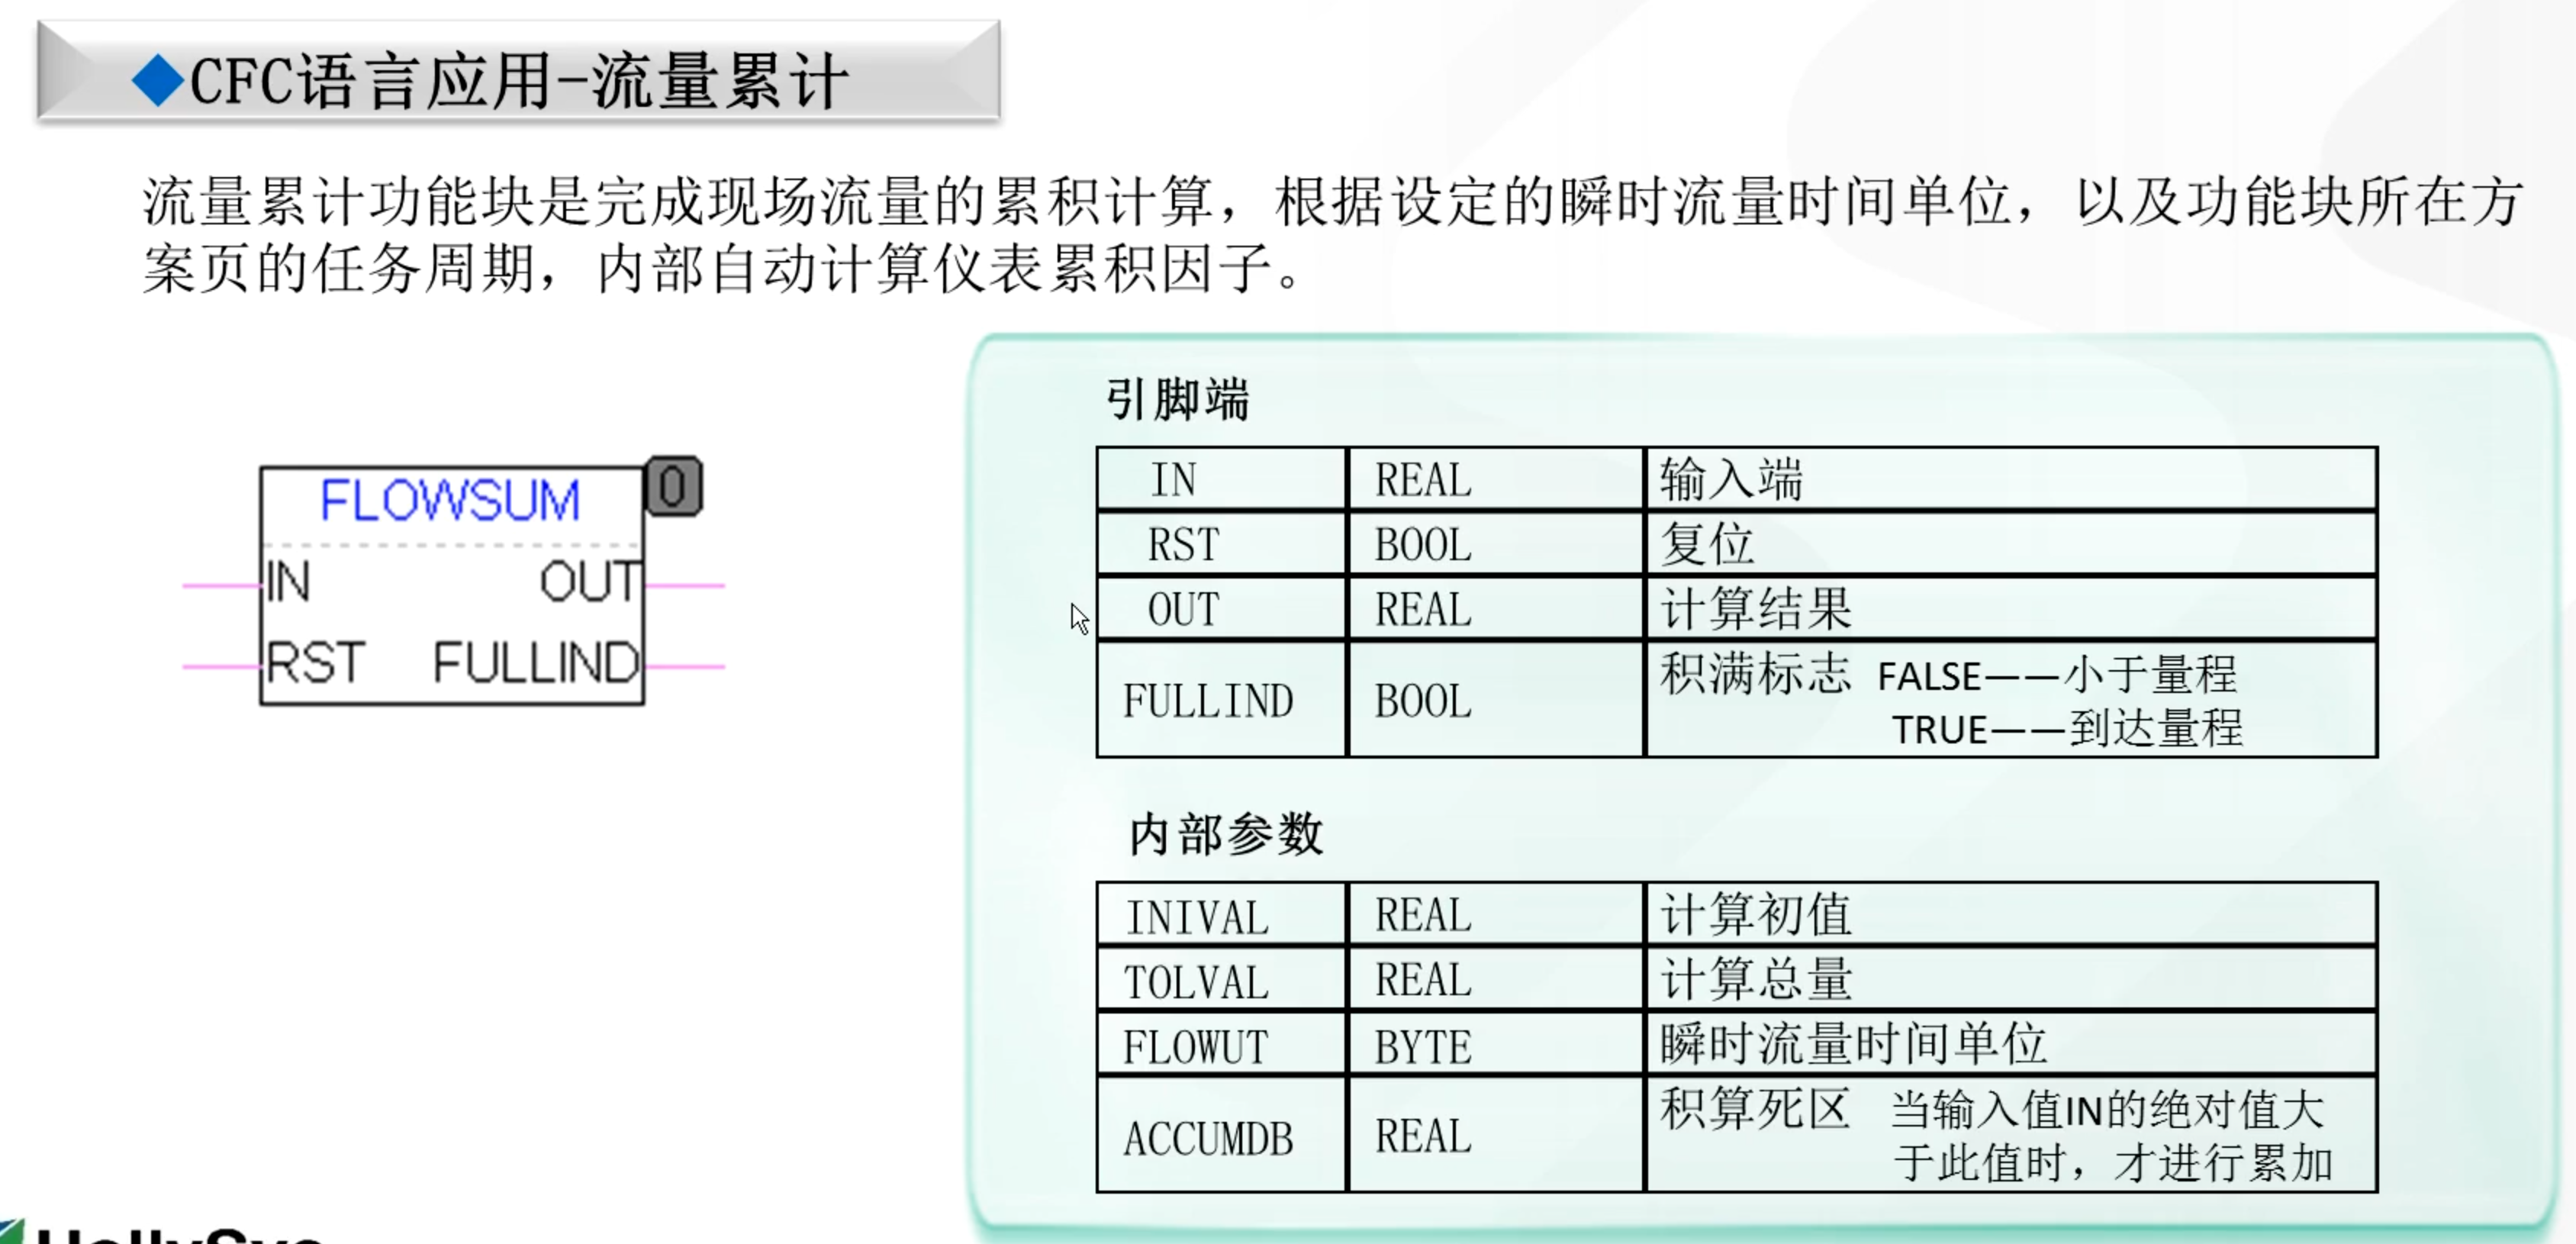 ◆CFC语言应用-流量累计
流量累计功能块是完成现场流量的累积计算，根据设定的瞬时流量时间单位，以及功能块所在方
案页的任务周期，内部自动计算仪表累积因子。
FLOWSUM
0
IN OUT
RST FULLIND
引脚端
IN REAL 输入端
RST BOOL 复位
OUT REAL 计算结果
FULLIND BOOL 积满标志 FALSE——小于量程
TRUE——到达量程
内部参数
INIVAL REAL 计算初值
TOLVAL REAL 计算总量
FLOWUT BYTE 瞬时流量时间单位
ACCUMDB REAL 积算死区 当输入值IN的绝对值大
于此值时，才进行累加